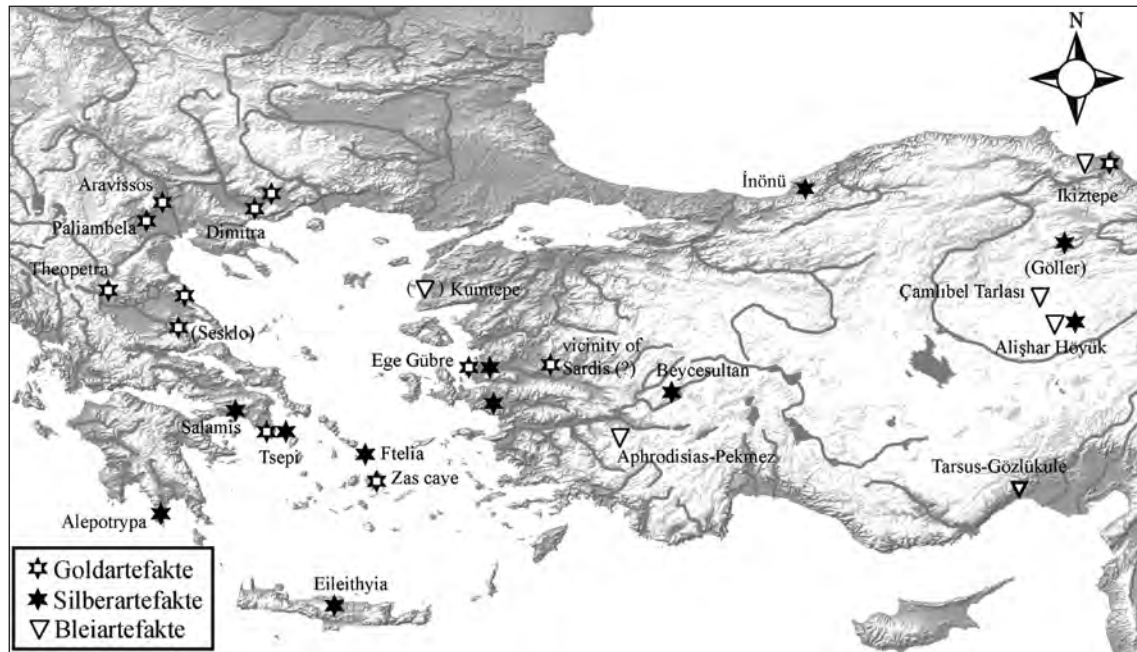 N
Aravissos
Paliambela
Dimitra
Theopetra
(Sesklo)
İnönü
Ikiztepe
(Göller)
Çamlıbel Tarlası
Alişhar Höyük
( ) Kumtepe
Ege Gübre
vicinity of
Sardis (?)
Beycesultan
Salamis
Tsepi
Ftelia
Zas cave
Aphrodisias-Pekmez
Tarsus-Gözlükule
Alepotrypa
Eileithyia
Goldartefakte
Silberartefakte
Bleiartefakte